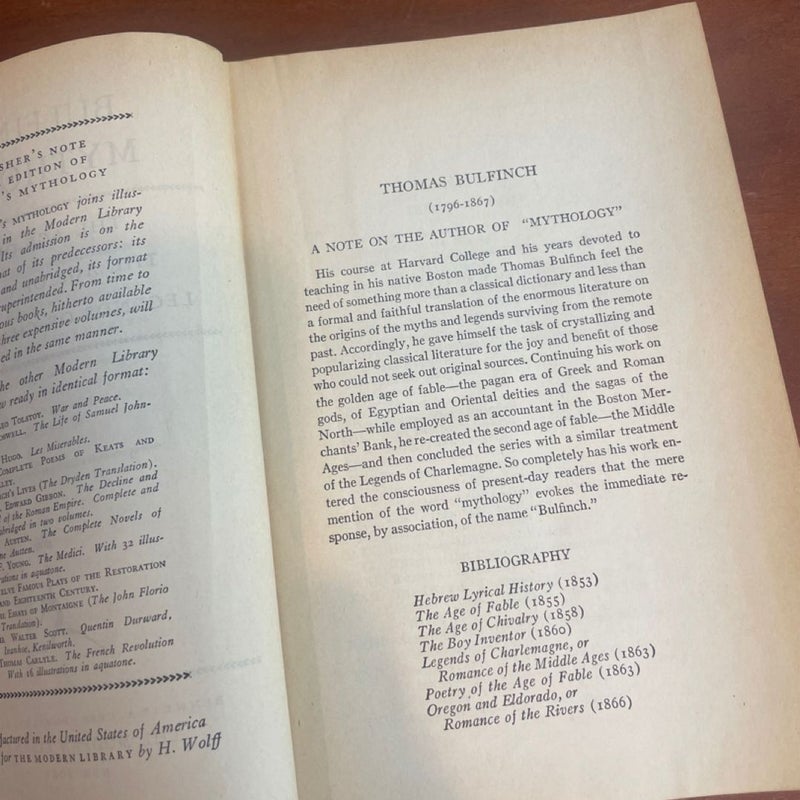 SHER'S NOTE
EDITION OF
'S MYTHOLOGY
'S MYTHOLOGY joins illus-
in the Modern Library
Its admission is on the
of its predecessors: its
and unabridged, its format
superintended. From time to
books, hitherto available
three expensive volumes, will
in the same manner.
other Modern Library
ready in identical format:
TOLSTOY. War and Peace.
The Life of Samuel John-
HUGO. Les Miserables.
COMPLETE POEMS OF KEATS AND
LIVES (The Dryden Translation).
EDWARD GIBBON. The Decline and
of the Roman Empire. Complete and
in two volumes.
AUSTEN. The Complete Novels of
Austen.
F. YOUNG. The Medici. With 32 illus-
in aquatone.
FAMOUS PLAYS OF THE RESTORATION
AND EIGHTEENTH CENTURY.
ESSAYS OF MONTAIGNE (The John Florio
Translation).
WALTER SCOTT. Quentin Durward,
Ivanhoe, Kenilworth.
THOMAS CARLYLE. The French Revolution
With 16 illustrations in aquatone.
factured in the United States of America
for THE MODERN LIBRARY by H. Wolff
THOMAS BULFINCH
(1796-1867)
A NOTE ON THE AUTHOR OF "MYTHOLOGY"
His course at Harvard College and his years devoted to
teaching in his native Boston made Thomas Bulfinch feel the
need of something more than a classical dictionary and less than
a formal and faithful translation of the enormous literature on
the origins of the myths and legends surviving from the remote
past. Accordingly, he gave himself the task of crystallizing and
popularizing classical literature for the joy and benefit of those
who could not seek out original sources. Continuing his work on
the golden age of fable—the pagan era of Greek and Roman
gods, of Egyptian and Oriental deities and the sagas of the
North—while employed as an accountant in the Boston Mer-
chants' Bank, he re-created the second age of fable—the Middle
Ages—and then concluded the series with a similar treatment
of the Legends of Charlemagne. So completely has his work en-
tered the consciousness of present-day readers that the mere
mention of the word "mythology" evokes the immediate re-
sponse, by association, of the name "Bulfinch."
BIBLIOGRAPHY
Hebrew Lyrical History (1853)
The Age of Fable (1855)
The Age of Chivalry (1858)
The Boy Inventor (1860)
Legends of Charlemagne, or
Romance of the Middle Ages (1863)
Poetry of the Age of Fable (1863)
Oregon and Eldorado, or
Romance of the Rivers (1866)